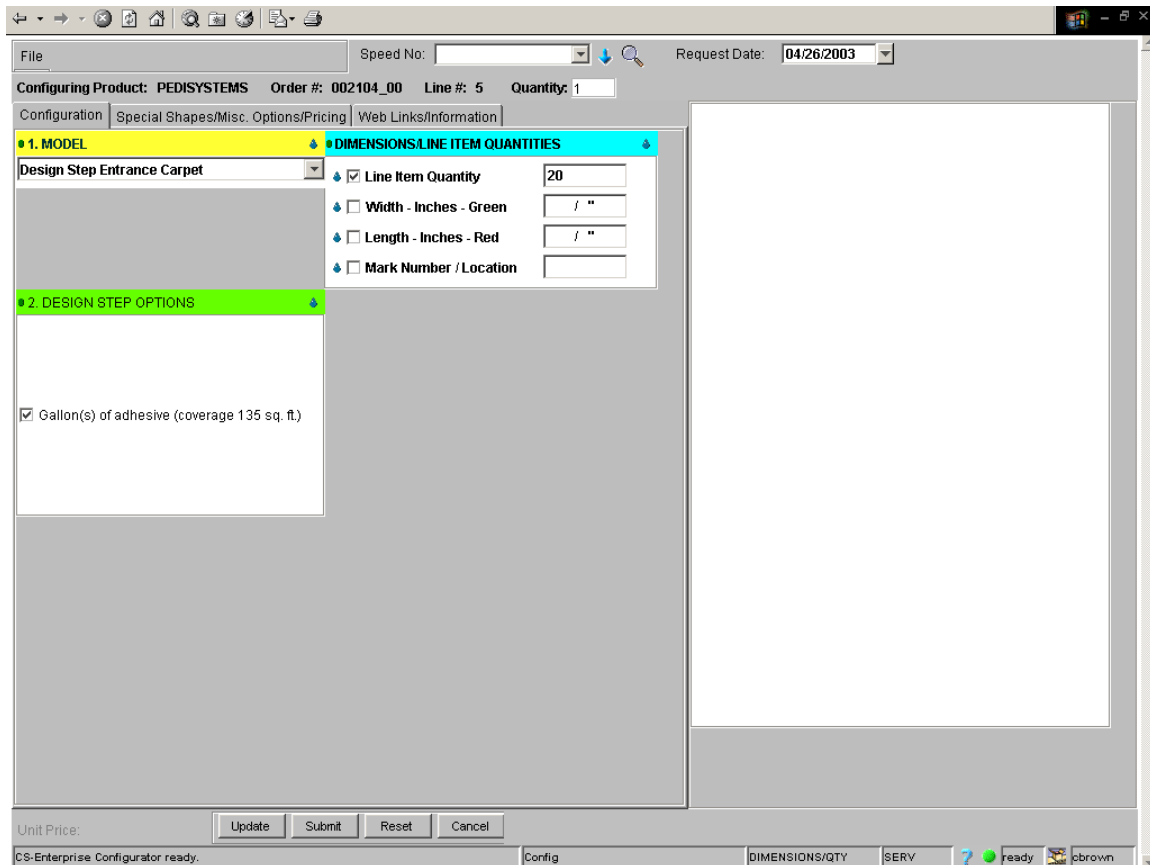 File Speed No: Request Date: 04/26/2003
Configuring Product: PEDISYSTEMS Order #: 002104_00 Line #: 5 Quantity: 1
Configuration Special Shapes/Misc. Options/Pricing Web Links/Information
1. MODEL DIMENSIONS/LINE ITEM QUANTITIES
Design Step Entrance Carpet
Line Item Quantity 20
Width - Inches - Green / "
Length - Inches - Red / "
Mark Number / Location
2. DESIGN STEP OPTIONS
Gallon(s) of adhesive (coverage 135 sq. ft.)
Unit Price: Update Submit Reset Cancel
CS-Enterprise Configurator ready. Config DIMENSIONS/QTY SERV ? ready cbrown